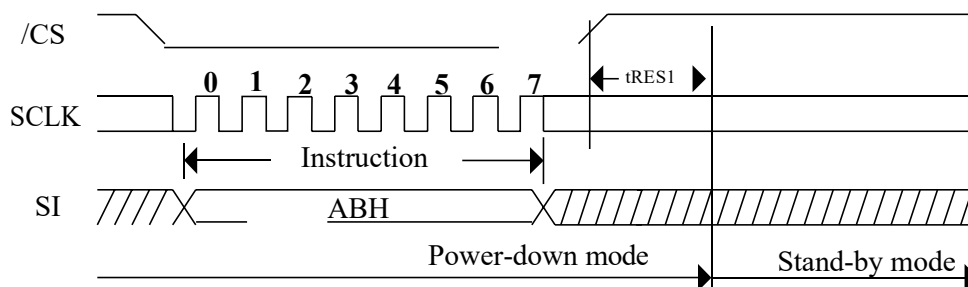 /CS
tRES1
0 1 2 3 4 5 6 7
SCLK
Instruction
SI
ABH
Power-down mode
Stand-by mode